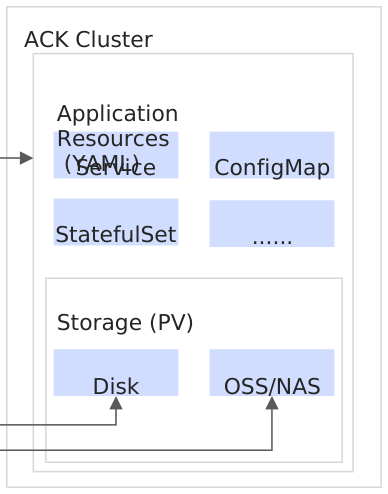 ACK Cluster
Application
Resources
(YAML)
Service
ConfigMap
StatefulSet
......
Storage (PV)
Disk
OSS/NAS